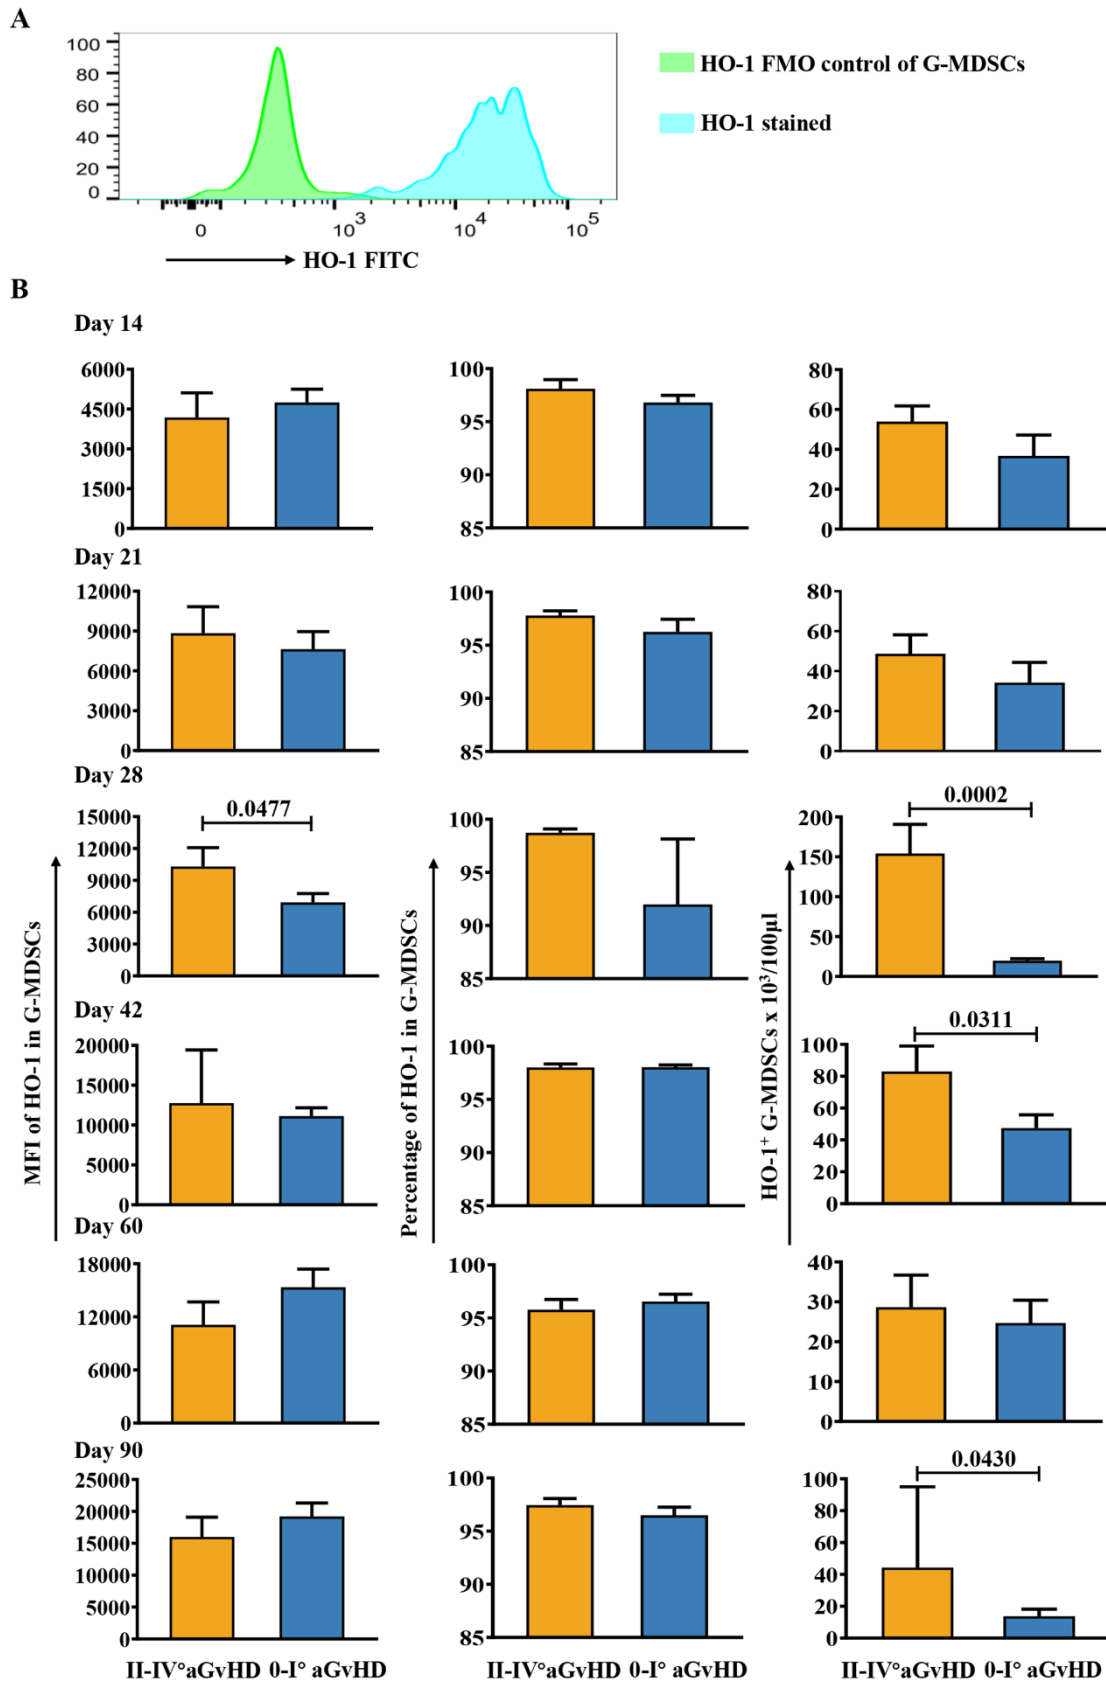 A
100
80
60
40
20
0
0 10³ 10⁴ 10⁵
HO-1 FITC
HO-1 FMO control of G-MDSCs
HO-1 stained
B
Day 14
6000 4500 3000 1500 0
100 95 90 85
80 60 40 20 0
Day 21
12000 9000 6000 3000 0
100 95 90 85
80 60 40 20 0
Day 28
0.0477
15000 12000 9000 6000 3000 0
100 95 90 85
0.0002
200 150 100 50 0
MFI of HO-1 in G-MDSCs
Percentage of HO-1 in G-MDSCs
HO-1⁺ G-MDSCs x 10³/100µl
Day 42
20000 15000 10000 5000 0
100 95 90 85
0.0311
100 80 60 40 20 0
Day 60
18000 12000 6000 0
100 95 90 85
40 30 20 10 0
Day 90
25000 20000 15000 10000 5000 0
100 95 90 85
0.0430
100 80 60 40 20 0
II-IV°aGvHD 0-I° aGvHD
II-IV°aGvHD 0-I° aGvHD
II-IV°aGvHD 0-I° aGvHD